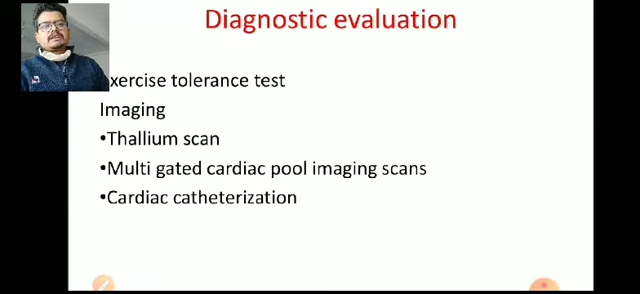 Diagnostic evaluation
xercise tolerance test
Imaging
•Thallium scan
•Multi gated cardiac pool imaging scans
•Cardiac catheterization